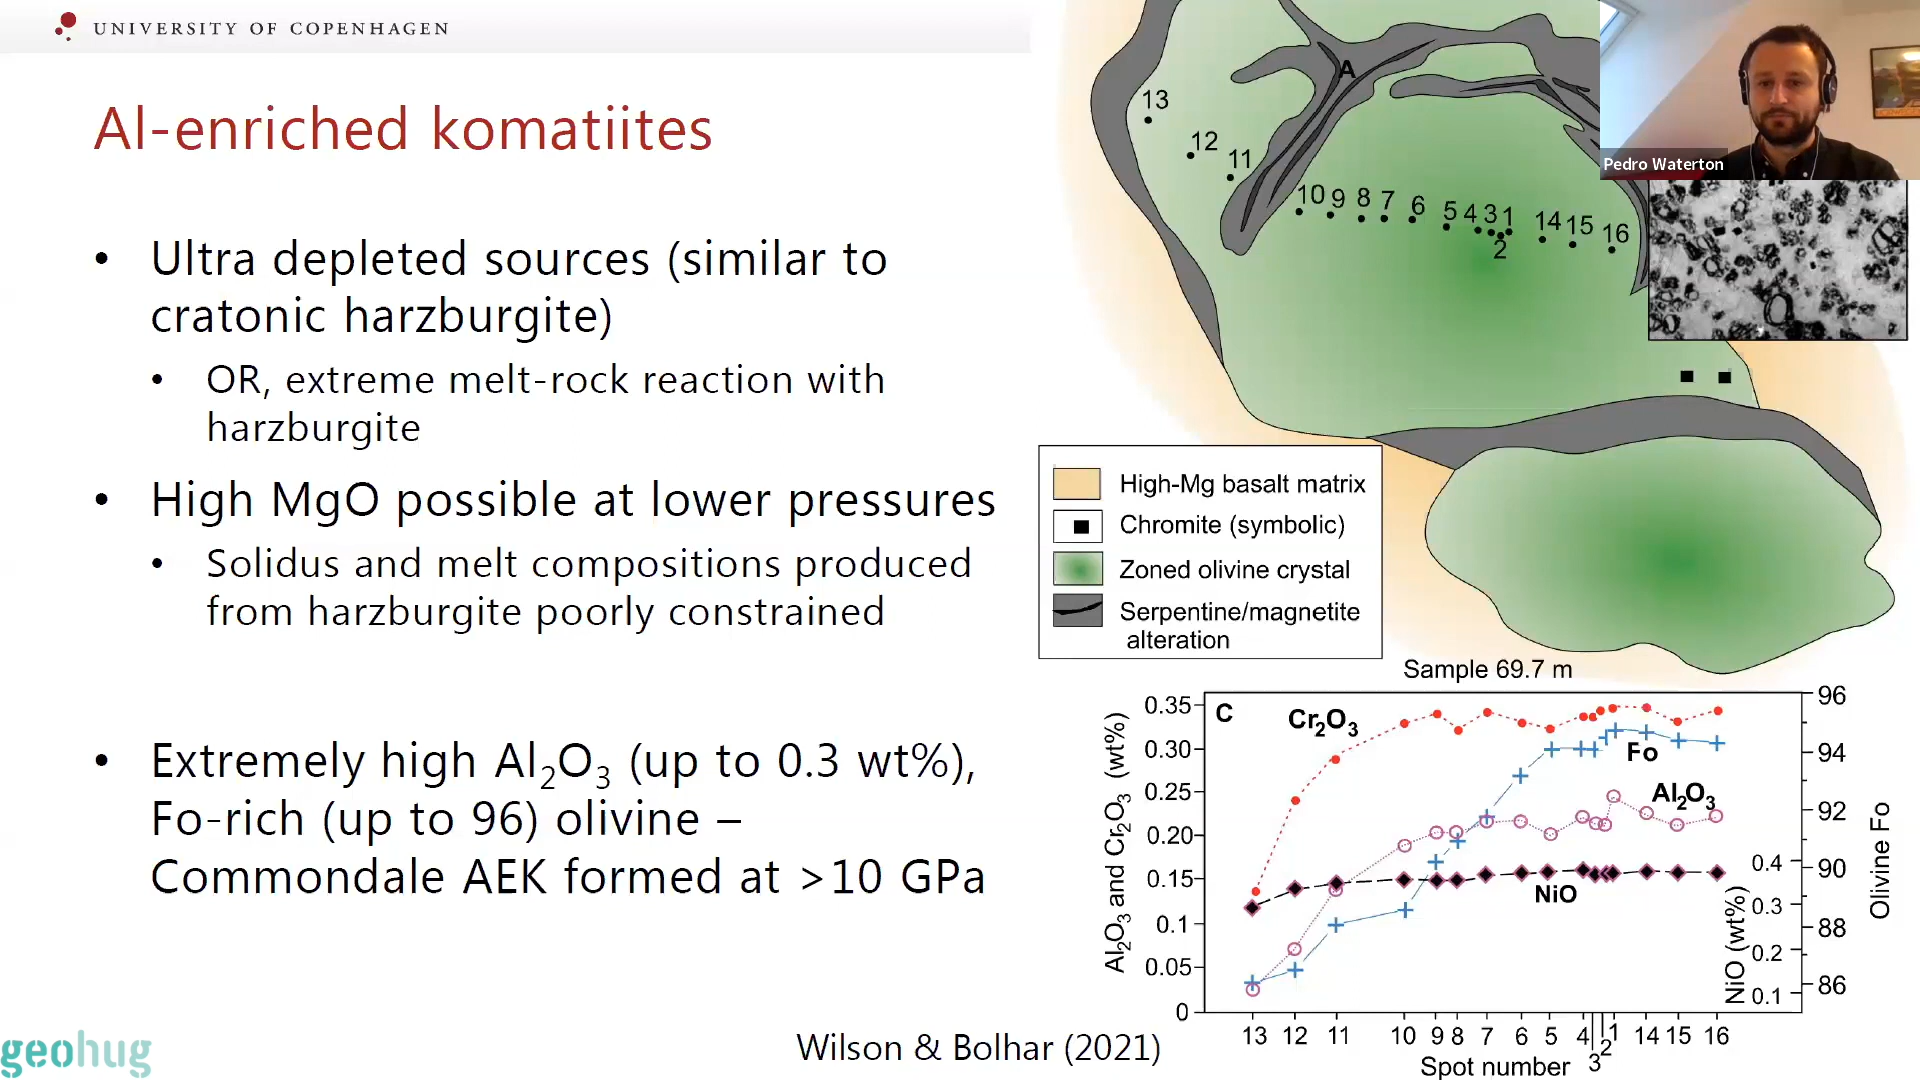 UNIVERSITY OF COPENHAGEN
Al-enriched komatiites
• Ultra depleted sources (similar to
cratonic harzburgite)
• OR, extreme melt-rock reaction with
harzburgite
• High MgO possible at lower pressures
• Solidus and melt compositions produced
from harzburgite poorly constrained
• Extremely high Al2O3 (up to 0.3 wt%),
Fo-rich (up to 96) olivine –
Commondale AEK formed at >10 GPa
Wilson & Bolhar (2021)
geohug
Pedro Waterton
A
13
12
11
10 9 8 7 6 5 4 3 1 14 15 16
2
High-Mg basalt matrix
Chromite (symbolic)
Zoned olivine crystal
Serpentine/magnetite
alteration
Sample 69.7 m
C
Cr2O3
Fo
Al2O3
NiO
Al2O3 and Cr2O3 (wt%)
0.35
0.30
0.25
0.20
0.15
0.1
0.05
0
NiO (wt%)
0.4
0.3
0.2
0.1
Olivine Fo
96
94
92
90
88
86
13 12 11 10 9 8 7 6 5 4 3 2 1 14 15 16
Spot number